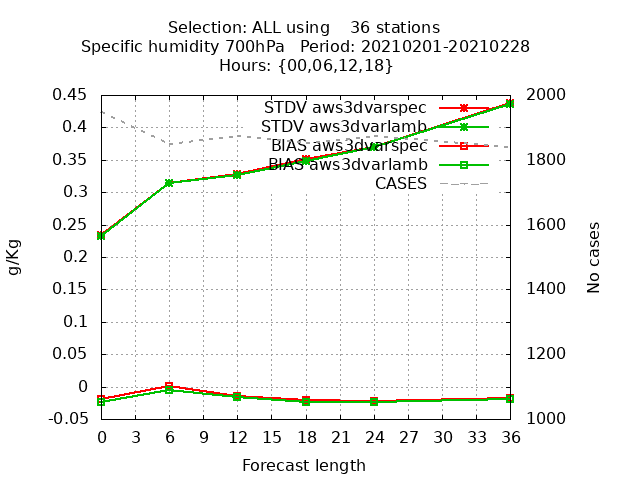 Selection: ALL using    36 stations
Specific humidity 700hPa   Period: 20210201-20210228
Hours: {00,06,12,18}
0.45
0.4
0.35
0.3
0.25
0.2
0.15
0.1
0.05
0
-0.05
g/Kg
STDV aws3dvarspec
STDV aws3dvarlamb
BIAS aws3dvarspec
BIAS aws3dvarlamb
CASES
2000
1800
1600
1400
1200
1000
No cases
0 3 6 9 12 15 18 21 24 27 30 33 36
Forecast length